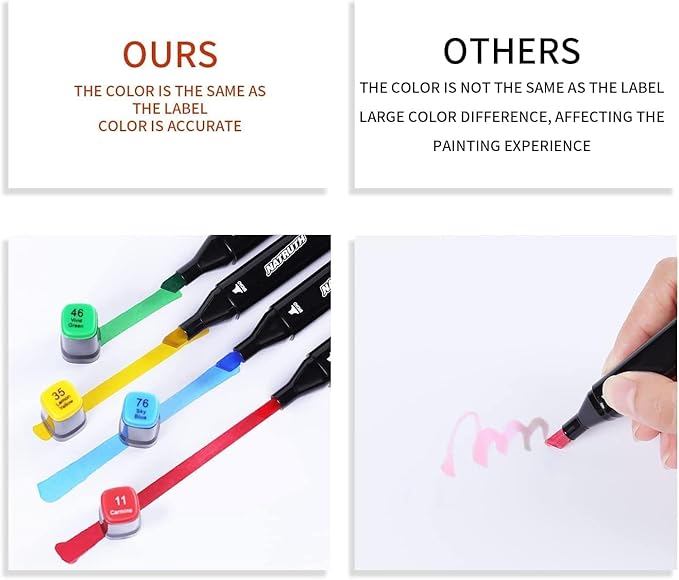 OURS
THE COLOR IS THE SAME AS
THE LABEL
COLOR IS ACCURATE
OTHERS
THE COLOR IS NOT THE SAME AS THE LABEL
LARGE COLOR DIFFERENCE, AFFECTING THE
PAINTING EXPERIENCE
NATRUTH
46
Vivid
Green
35
Lemon
Yellow
76
Sky
Blue
11
Carmine